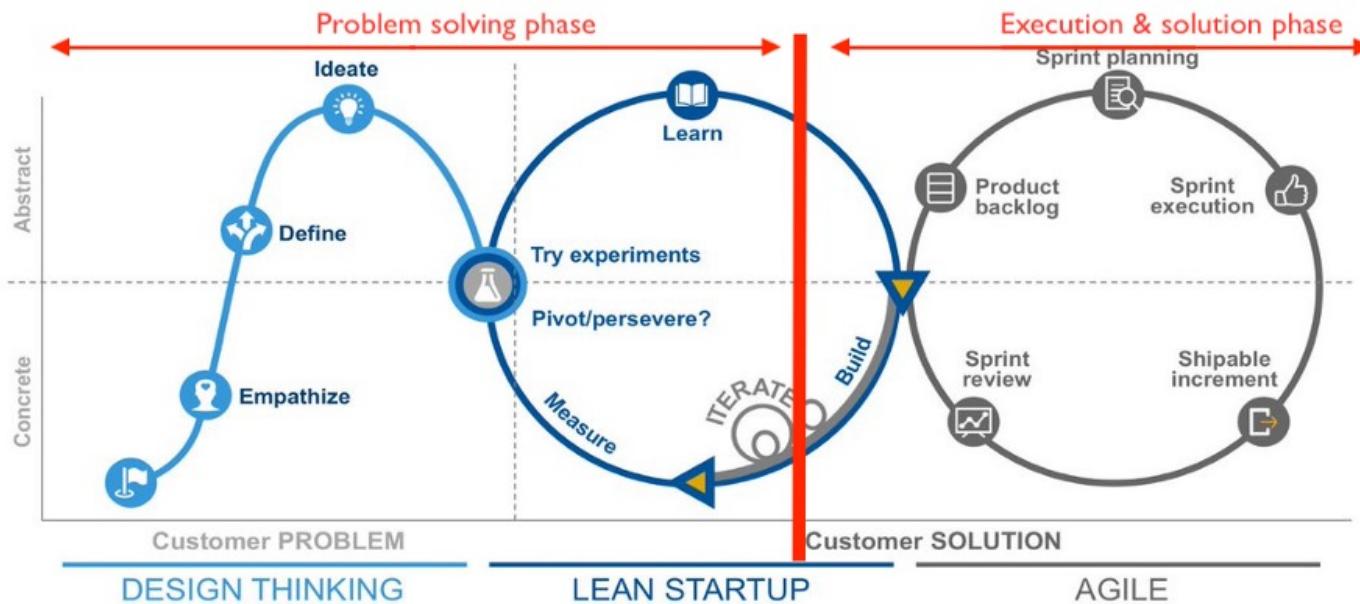 Problem solving phase
Execution & solution phase
Ideate
Sprint planning
Learn
Abstract
Product
backlog
Sprint
execution
Define
Try experiments
Pivot/persevere?
Concrete
Empathize
Measure
ITERATE
Build
Sprint
review
Shipable
increment
Customer PROBLEM
Customer SOLUTION
DESIGN THINKING
LEAN STARTUP
AGILE